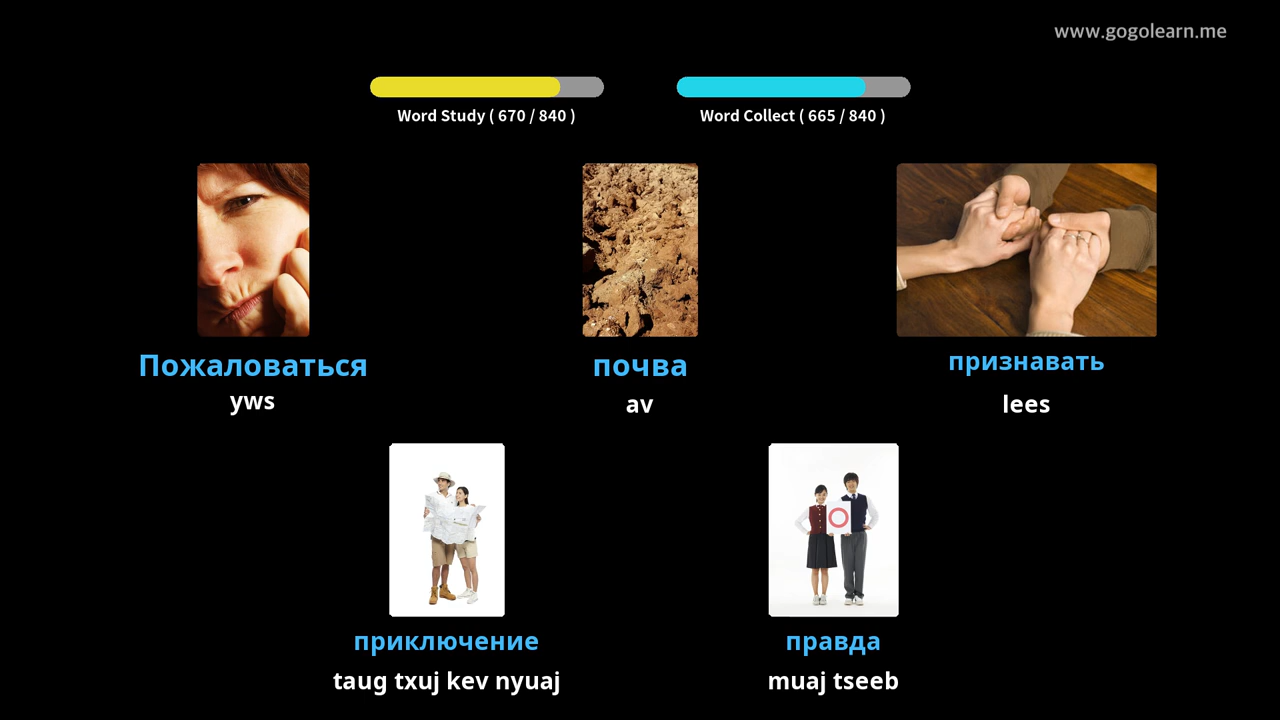 www.gogolearn.me
Word Study ( 670 / 840 )
Word Collect ( 665 / 840 )
Пожаловаться
yws
почва
av
признавать
lees
приключение
taug txuj kev nyuaj
правда
muaj tseeb